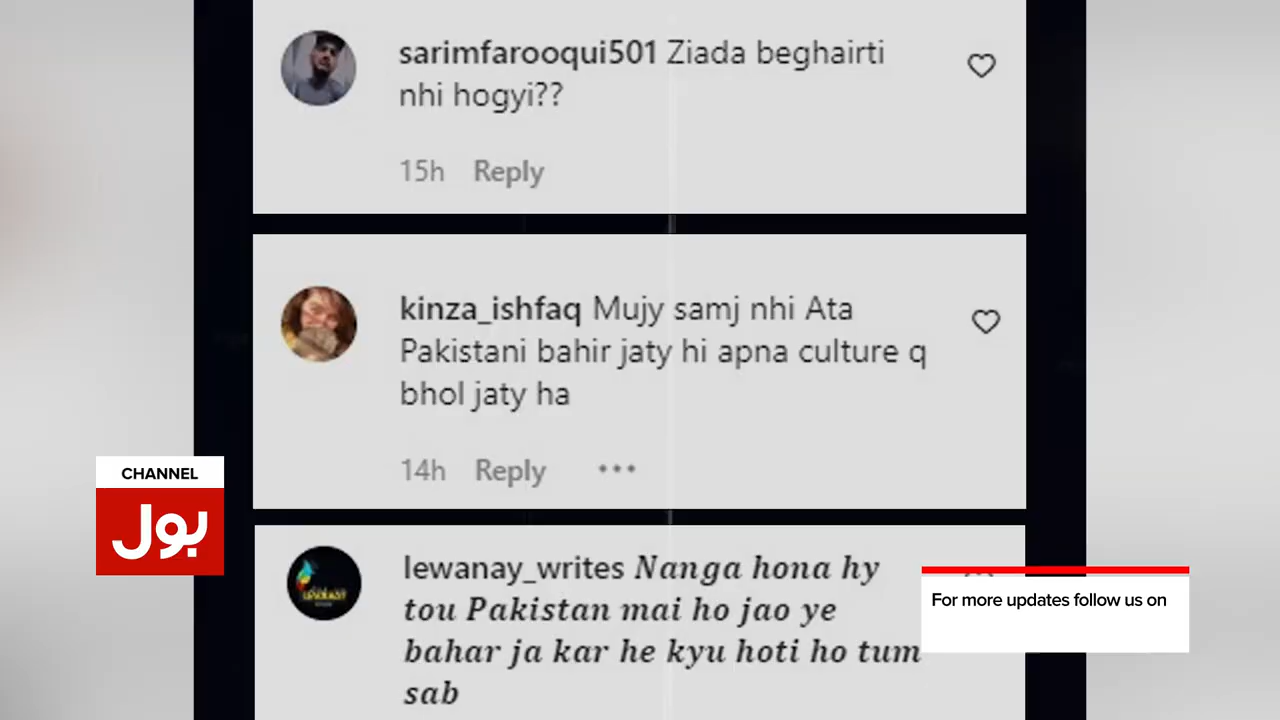 sarimfarooqui501 Ziada beghairti
nhi hogyi??
15h Reply
kinza_ishfaq Mujy samj nhi Ata
Pakistani bahir jaty hi apna culture q
bhol jaty ha
14h Reply
CHANNEL
بول
lewanay_writes Nanga hona hy
tou Pakistan mai ho jao ye
bahar ja kar he kyu hoti ho tum
sab
For more updates follow us on